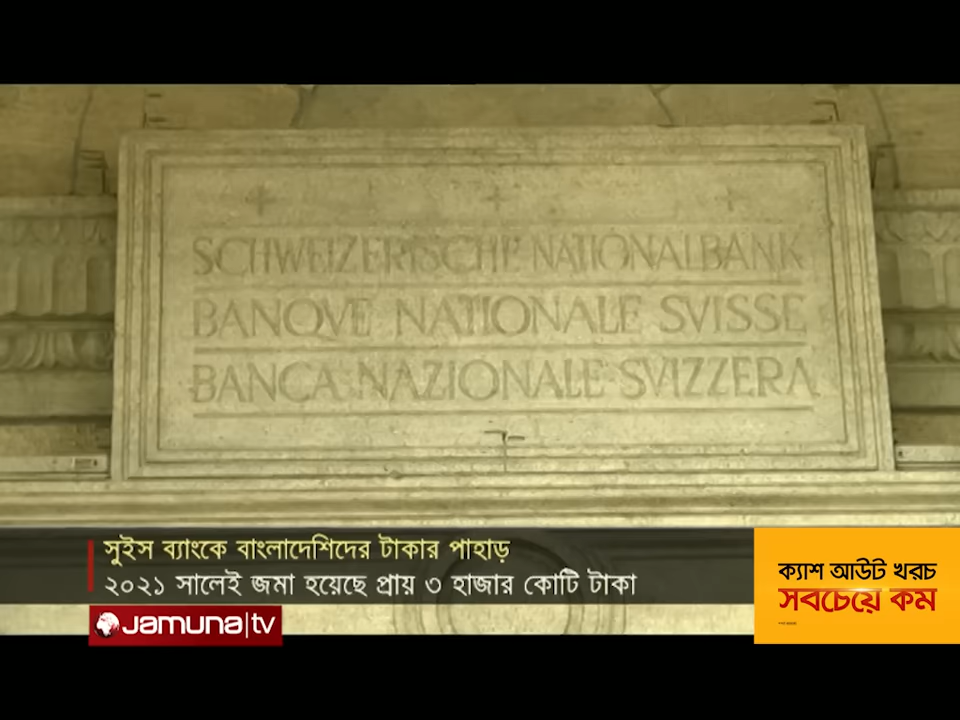 SCHWEIZERISCHE NATIONALBANK
BANQVE NATIONALE SVISSE
BANCA NAZIONALE SVIZZERA
সুইস ব্যাংকে বাংলাদেশিদের টাকার পাহাড়
২০২১ সালেই জমা হয়েছে প্রায় ৩ হাজার কোটি টাকা
Jamuna|tv
ক্যাশ আউট খরচ
সবচেয়ে কম